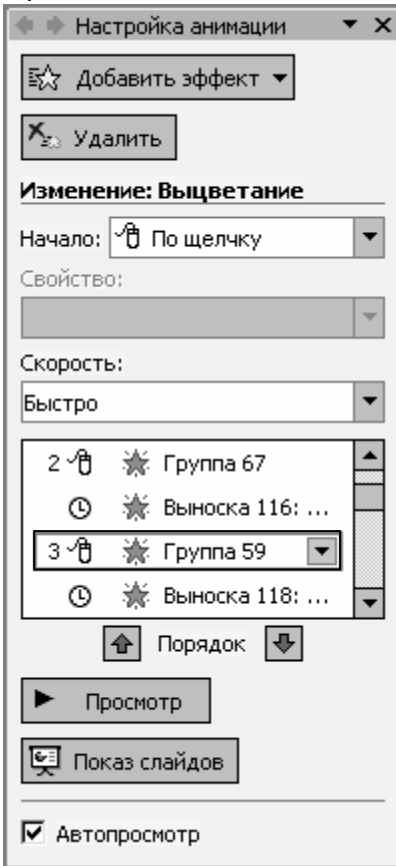 Настройка анимации
Добавить эффект
Удалить
Изменение: Выцветание
Начало: По щелчку
Свойство:
Скорость:
Быстро
2 Группа 67
Выноска 116: ...
3 Группа 59
Выноска 118: ...
Порядок
Просмотр
Показ слайдов
Автопросмотр